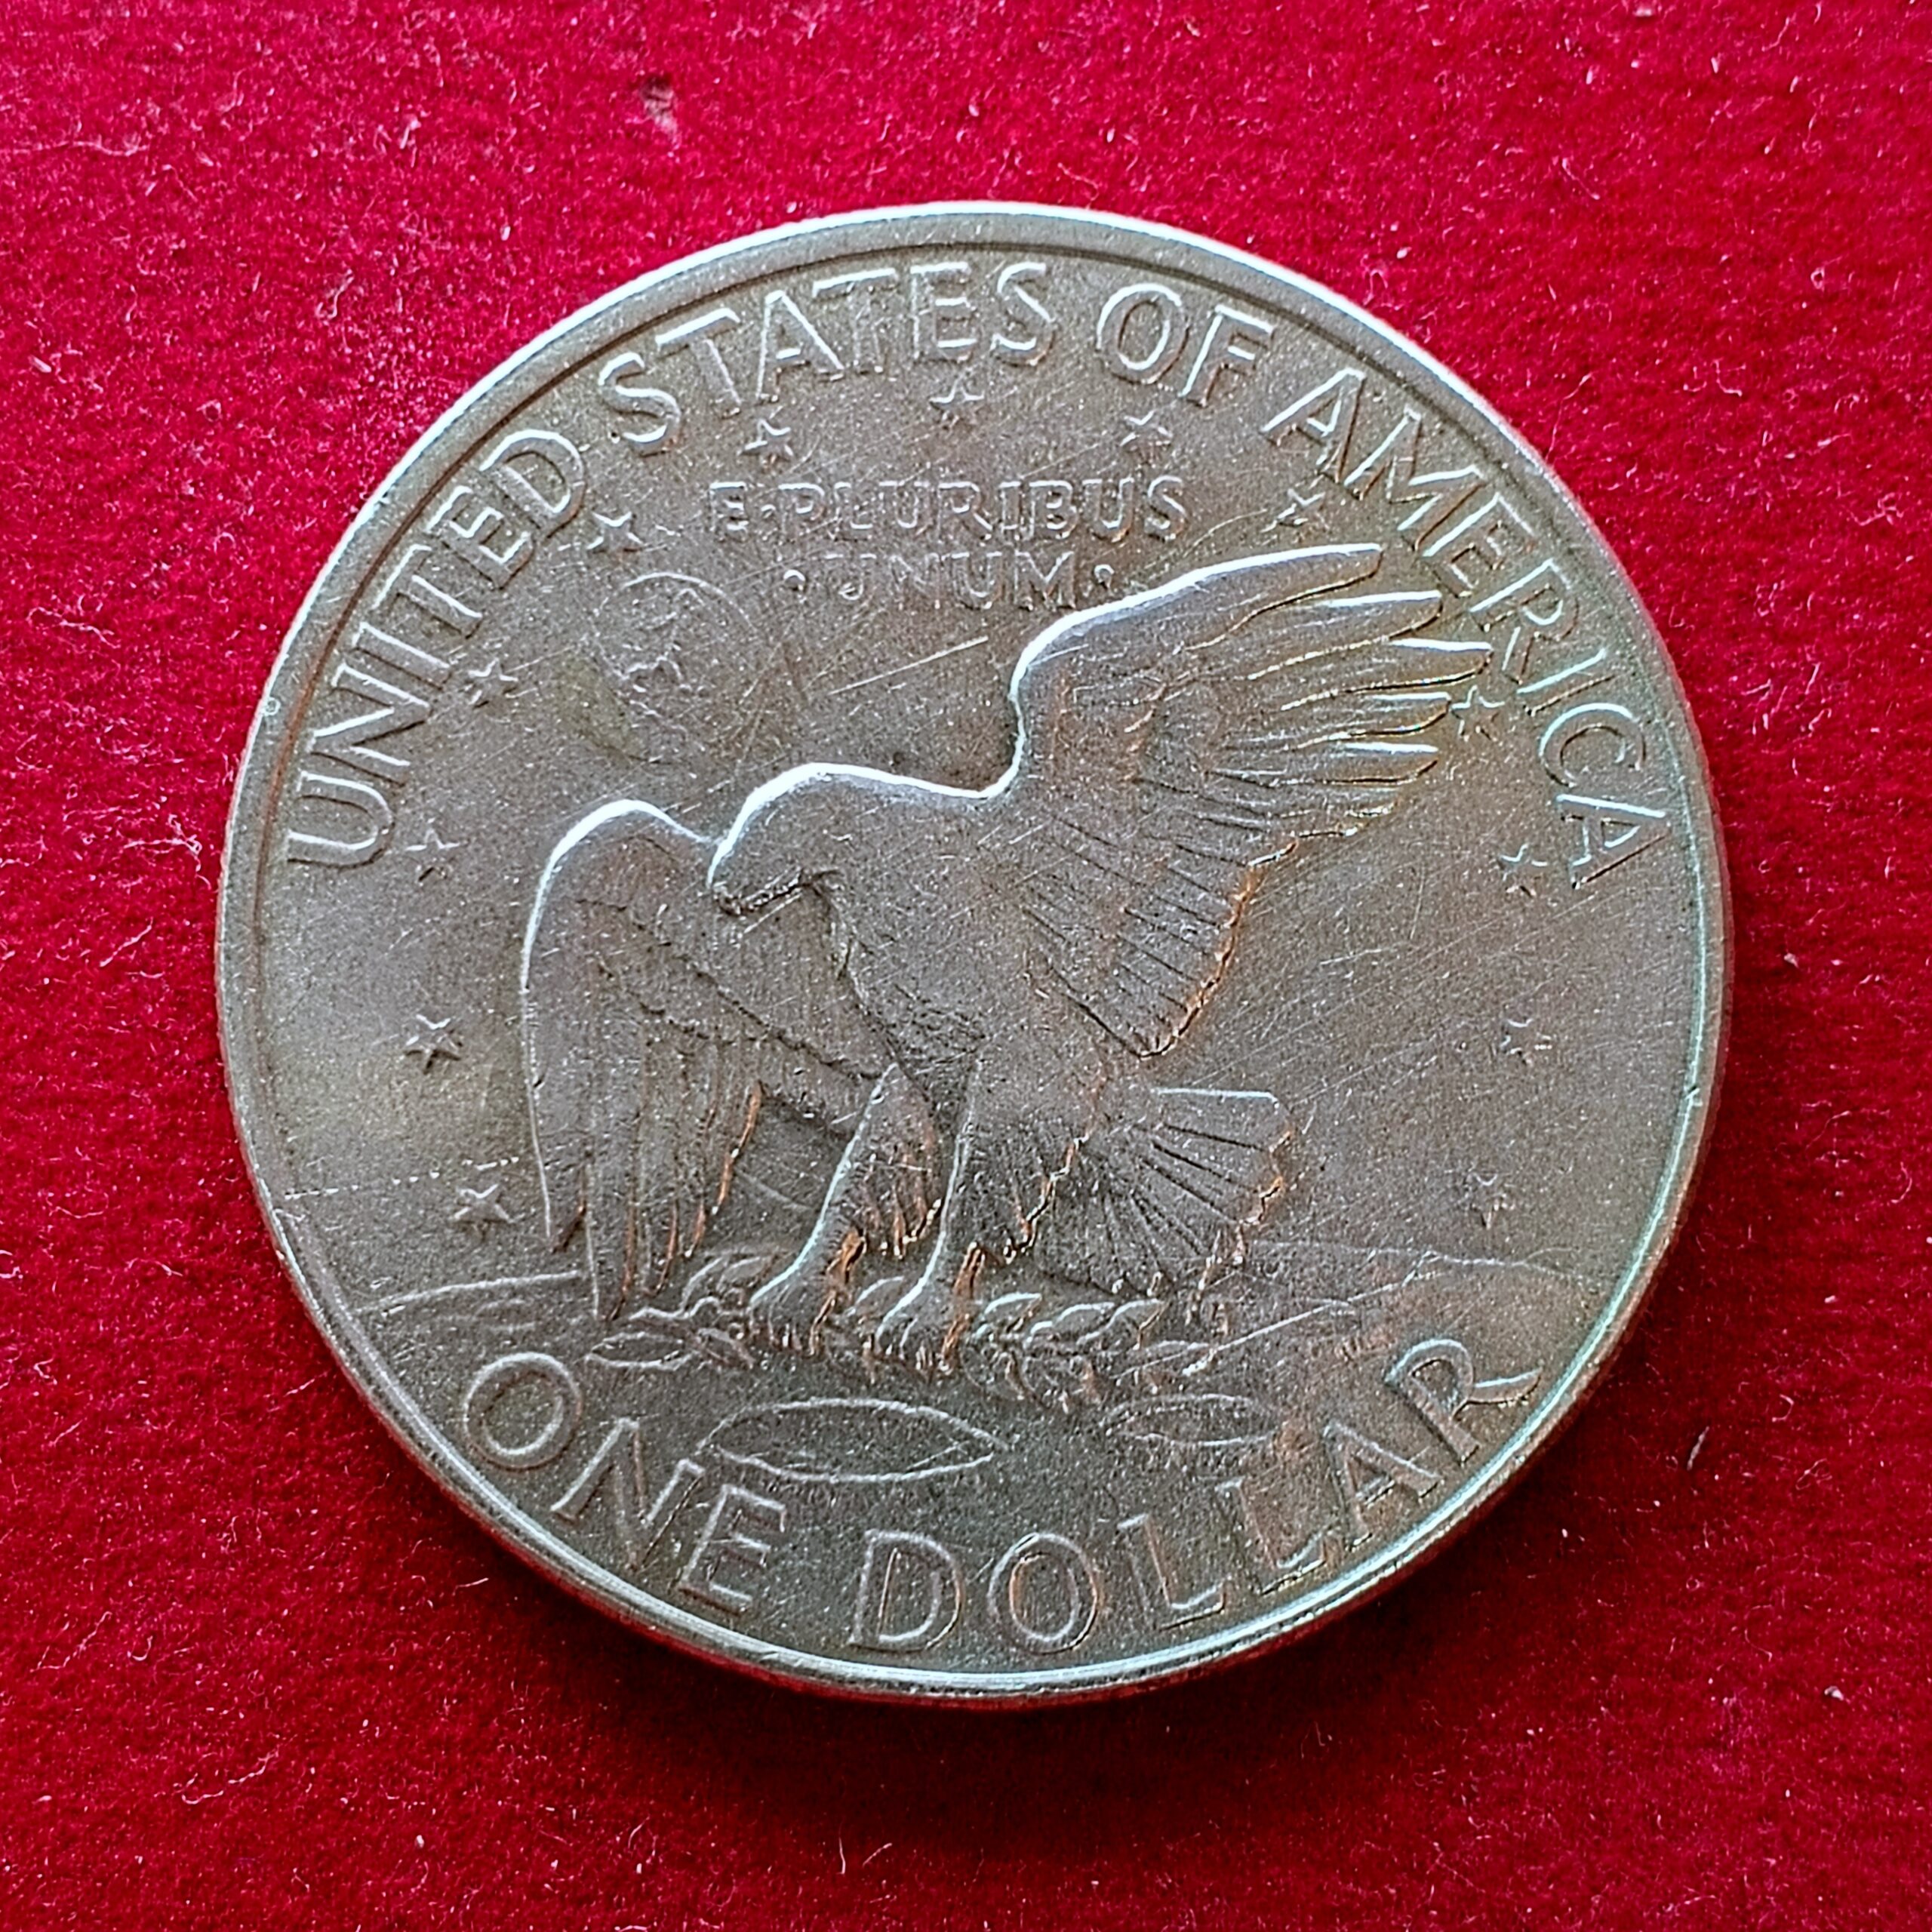 UNITED STATES OF AMERICA
E·PLURIBUS
·UNUM·
ONE DOLLAR